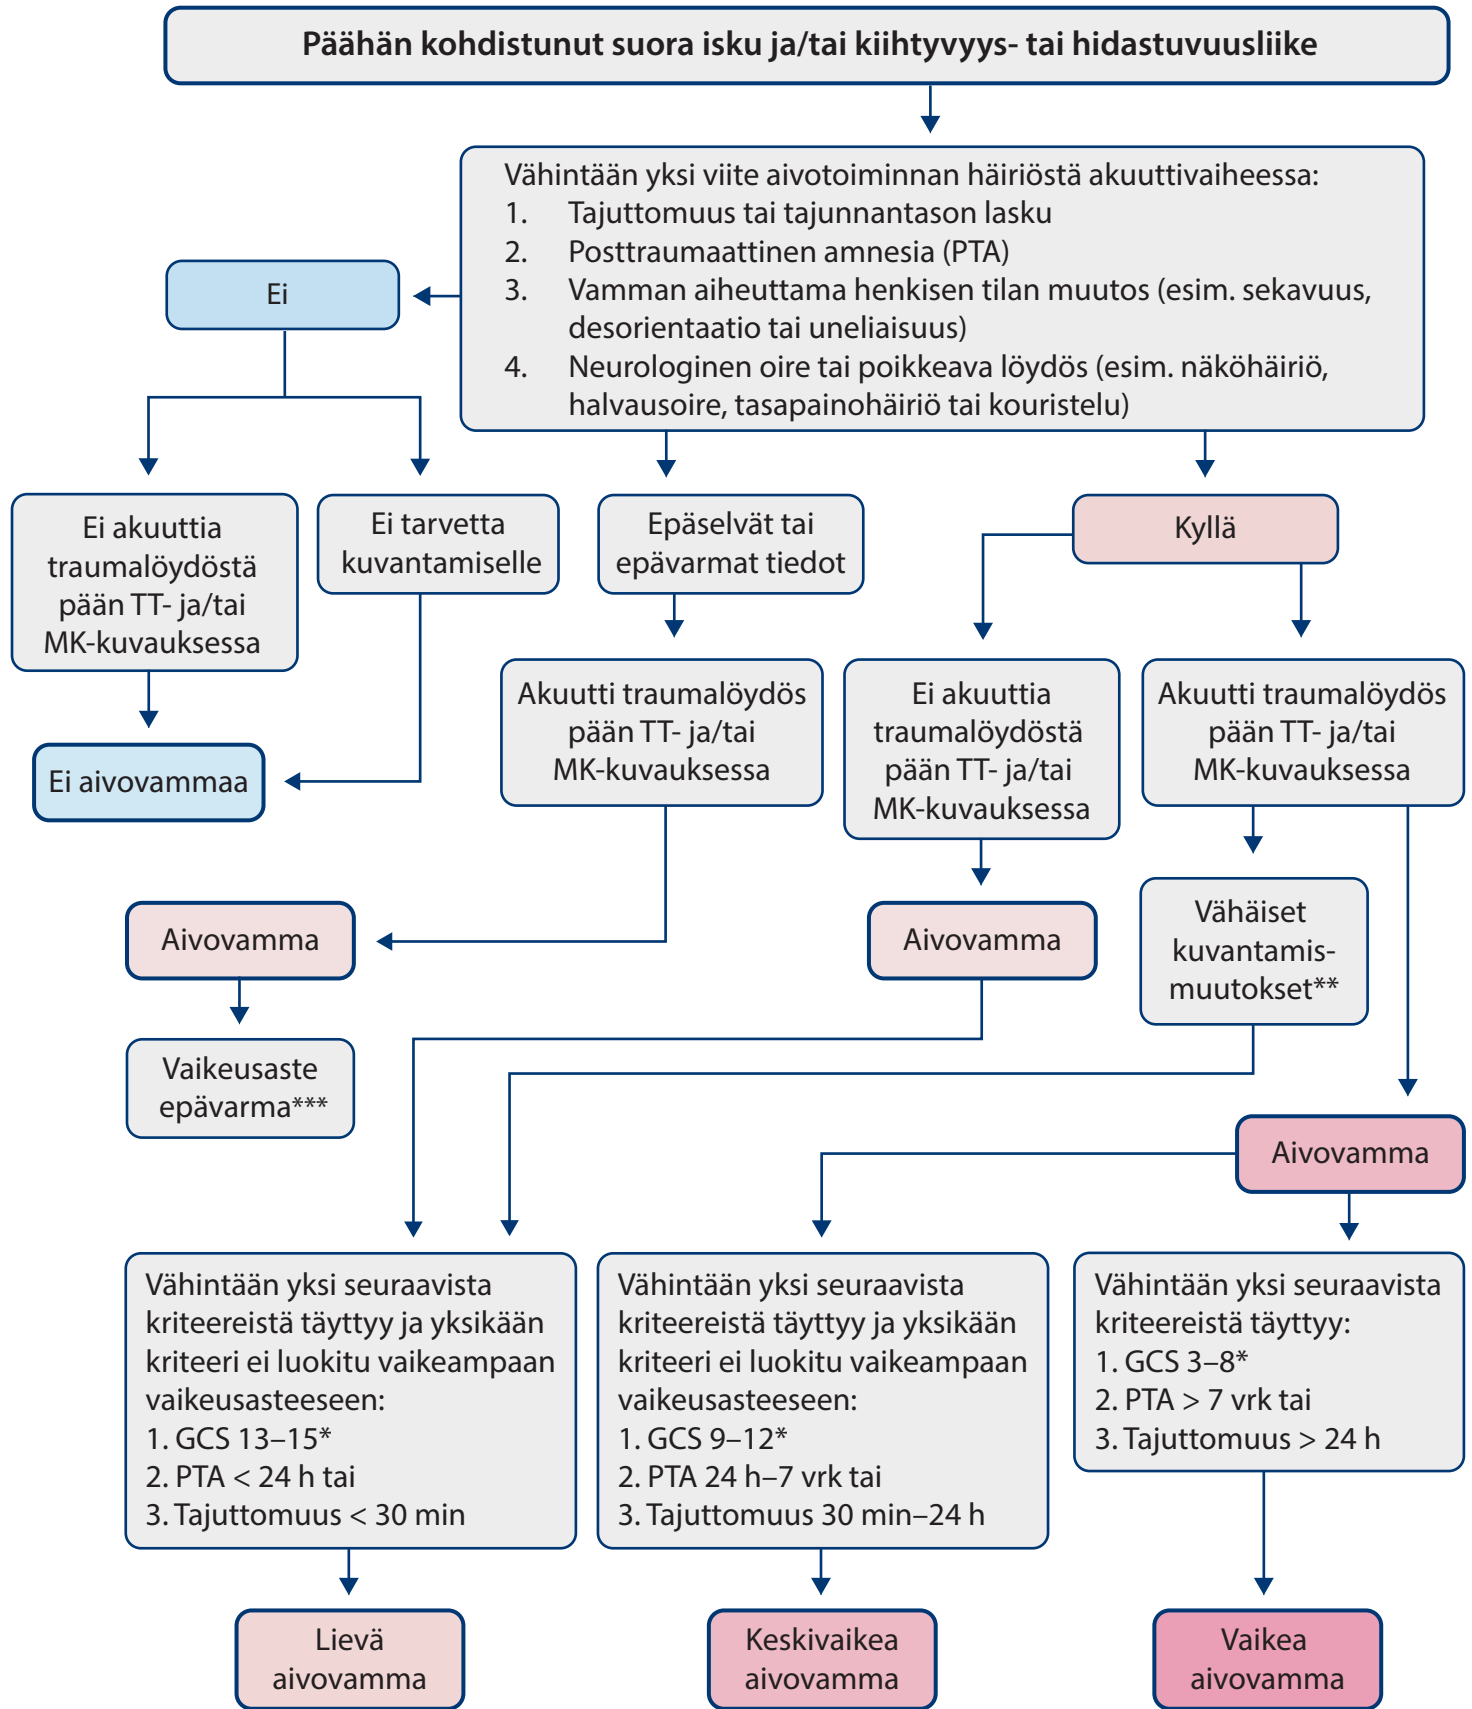 Päähän kohdistunut suora isku ja/tai kiihtyvyys- tai hidastuvuusliike
Vähintään yksi viite aivotoiminnan häiriöstä akuuttivaiheessa:
1. Tajuttomuus tai tajunnantason lasku
2. Posttraumaattinen amnesia (PTA)
3. Vamman aiheuttama henkisen tilan muutos (esim. sekavuus,
desorientaatio tai uneliaisuus)
4. Neurologinen oire tai poikkeava löydös (esim. näköhäiriö,
halvausoire, tasapainohäiriö tai kouristelu)
Ei
Ei akuuttia
traumalöydöstä
pään TT- ja/tai
MK-kuvauksessa
Ei tarvetta
kuvantamiselle
Epäselvät tai
epävarmat tiedot
Kyllä
Ei aivovammaa
Akuutti traumalöydös
pään TT- ja/tai
MK-kuvauksessa
Ei akuuttia
traumalöydöstä
pään TT- ja/tai
MK-kuvauksessa
Akuutti traumalöydös
pään TT- ja/tai
MK-kuvauksessa
Aivovamma
Aivovamma
Vähäiset
kuvantamis-
muutokset**
Vaikeusaste
epävarma***
Aivovamma
Vähintään yksi seuraavista
kriteereistä täyttyy ja yksikään
kriteeri ei luokitu vaikeampaan
vaikeusasteeseen:
1. GCS 13–15*
2. PTA < 24 h tai
3. Tajuttomuus < 30 min
Vähintään yksi seuraavista
kriteereistä täyttyy ja yksikään
kriteeri ei luokitu vaikeampaan
vaikeusasteeseen:
1. GCS 9–12*
2. PTA 24 h–7 vrk tai
3. Tajuttomuus 30 min–24 h
Vähintään yksi seuraavista
kriteereistä täyttyy:
1. GCS 3–8*
2. PTA > 7 vrk tai
3. Tajuttomuus > 24 h
Lievä
aivovamma
Keskivaikea
aivovamma
Vaikea
aivovamma